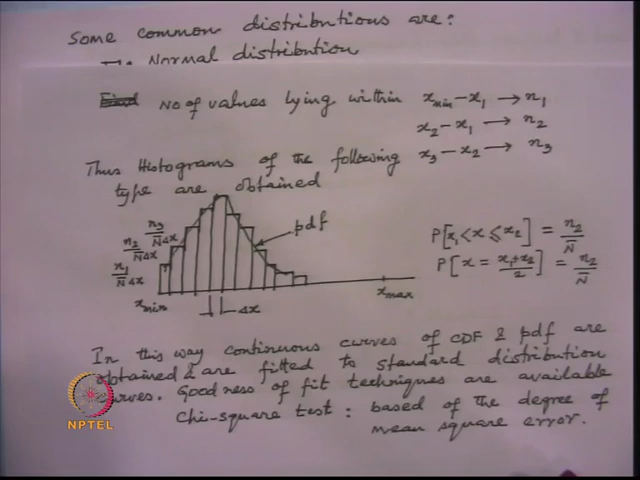 Some common distributions are:
→. Normal distribution
No of values lying within x_min – x_1 → n_1
x_2 – x_1 → n_2
x_3 – x_2 → n_3
Thus Histograms of the following
type are obtained
n_3/N̄Δx
n_2/N̄Δx
n_1/N̄Δx
pdf
x_min
Δx
x_max
P[x_1 < x ≤ x_2] = n_2/N̄
P[x = (x_1+x_2)/2] = n_2/N̄
In this way continuous curves of CDF & pdf are
obtained & are fitted to standard distribution
curves. Goodness of fit techniques are available
Chi-square test : based of the degree of
mean square error.
NPTEL